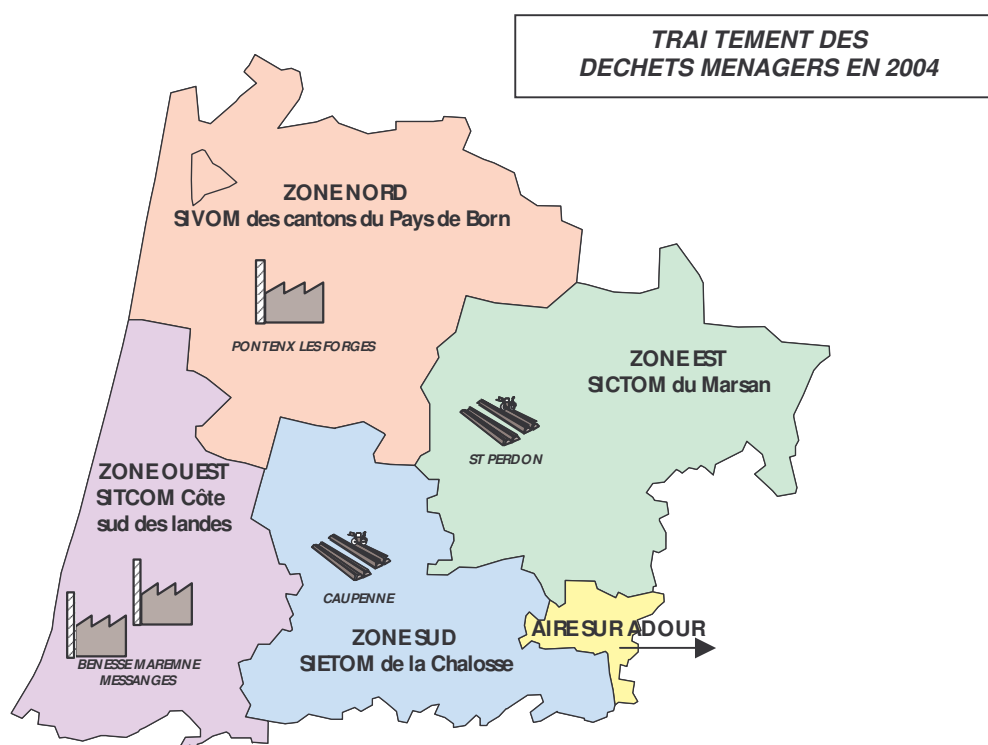 TRAI TEMENT DES
DECHETS MENAGERS EN 2004
ZONE NORD
SIVOM des cantons du Pays de Born
PONTENX LES FORGES
ZONE EST
SICTOM du Marsan
ST PERDON
ZONE OUEST
SITCOM Côte
sud des landes
CAUPENNE
BENESSE MAREMNE
MESSANGES
ZONE SUD
SIETOM de la Chalosse
AIRE SUR ADOUR